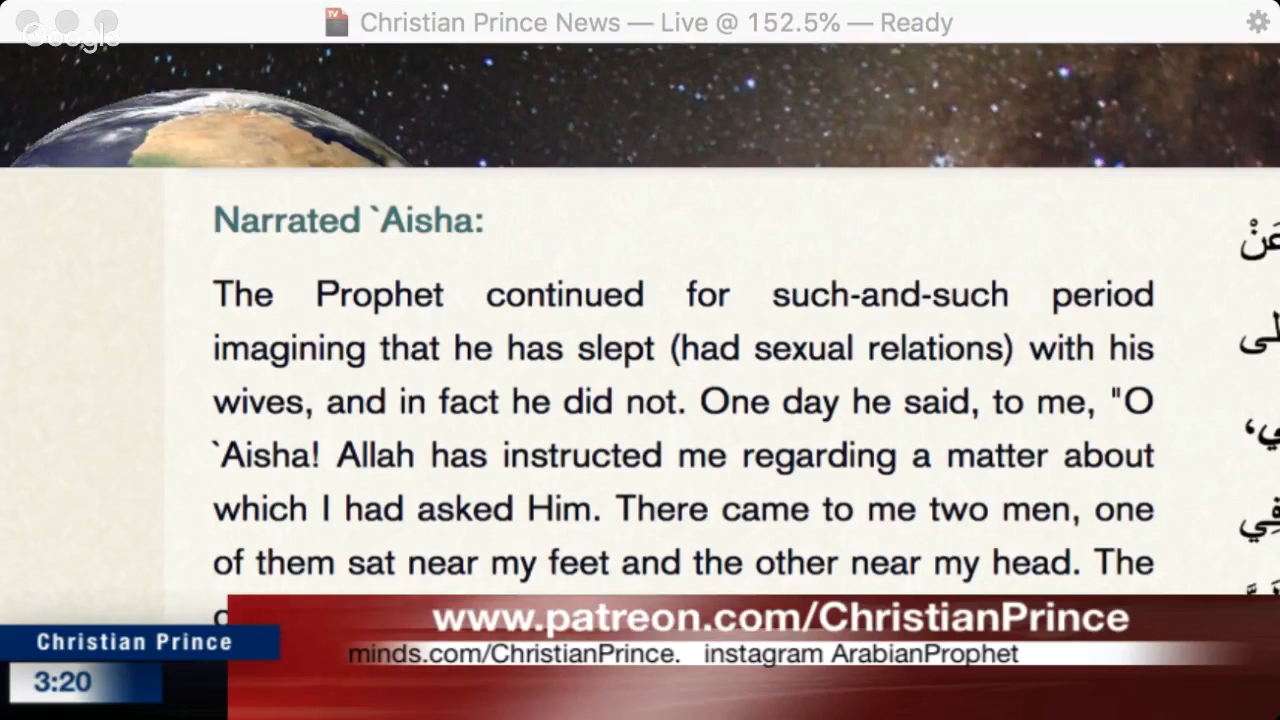 TV
Christian Prince News — Live @ 152.5% — Ready
Google
Narrated `Aisha:
The Prophet continued for such-and-such period
imagining that he has slept (had sexual relations) with his
wives, and in fact he did not. One day he said, to me, "O
`Aisha! Allah has instructed me regarding a matter about
which I had asked Him. There came to me two men, one
of them sat near my feet and the other near my head. The
عَنْ
www.patreon.com/ChristianPrince
Christian Prince
minds.com/ChristianPrince. instagram ArabianProphet
3:20